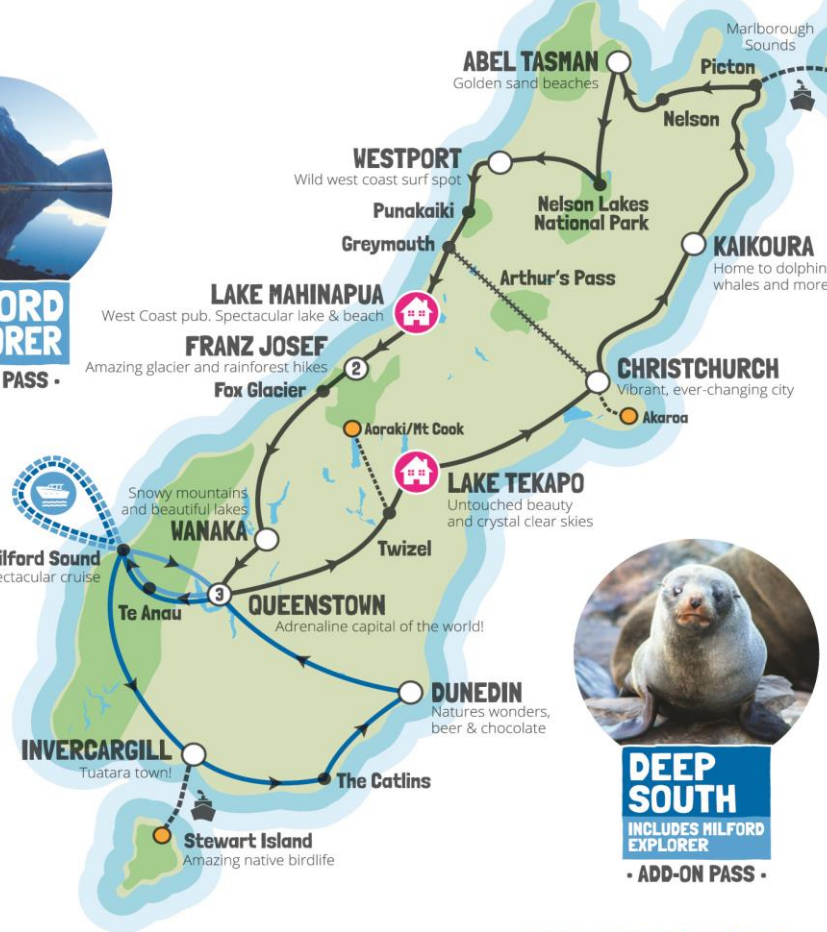 Marlborough
Sounds
ABEL TASMAN
Golden sand beaches
Picton
Nelson
WESTPORT
Wild west coast surf spot
Nelson Lakes
National Park
Punakaiki
Greymouth
KAIKOURA
Home to dolphin
whales and more
Arthur's Pass
LAKE MAHINAPUA
West Coast pub. Spectacular lake & beach
ORD
RER
PASS •
FRANZ JOSEF
Amazing glacier and rainforest hikes
2
Fox Glacier
CHRISTCHURCH
Vibrant, ever-changing city
Akaroa
Aoraki/Mt Cook
LAKE TEKAPO
Untouched beauty
and crystal clear skies
Snowy mountains
and beautiful lakes
WANAKA
Twizel
ilford Sound
ectacular cruise
Te Anau
3
QUEENSTOWN
Adrenaline capital of the world!
DUNEDIN
Natures wonders,
beer & chocolate
INVERCARGILL
Tuatara town!
The Catlins
Stewart Island
Amazing native birdlife
DEEP
SOUTH
INCLUDES MILFORD
EXPLORER
• ADD-ON PASS •